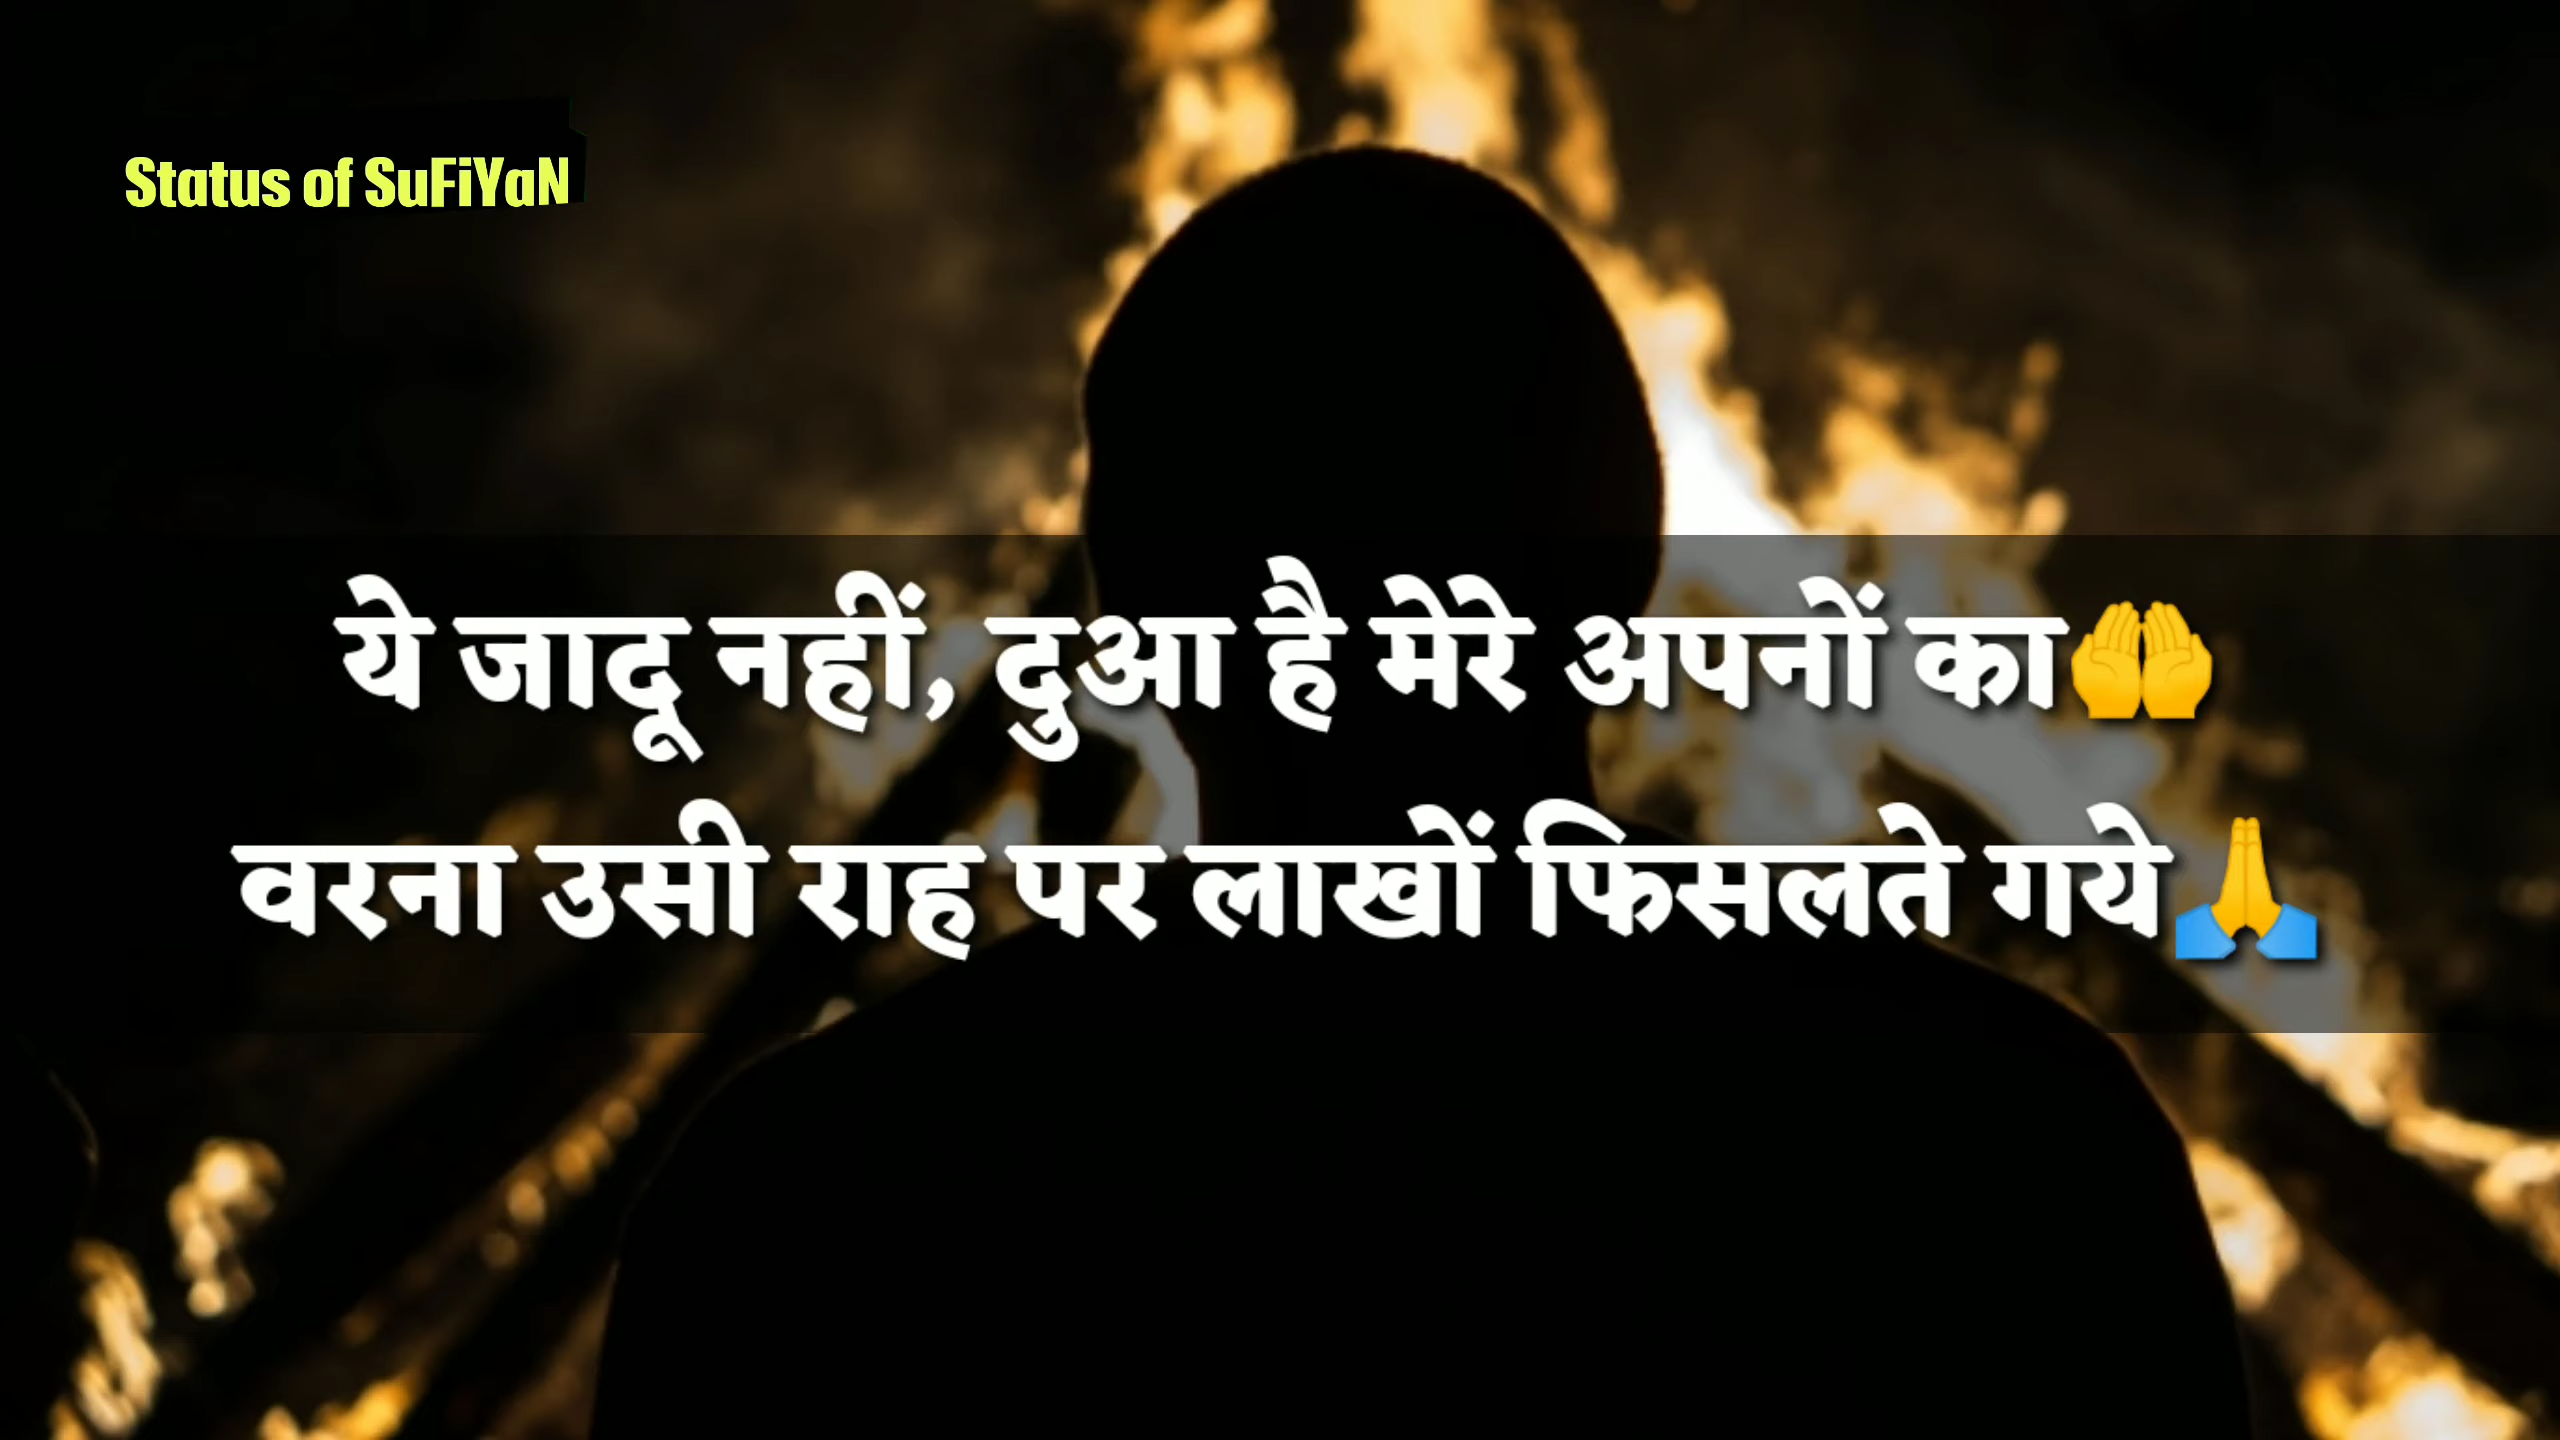 Status of SuFiYaN
ये जादू नहीं, दुआ है मेरे अपनों का🤲
वरना उसी राह पर लाखों फिसलते गये🙏